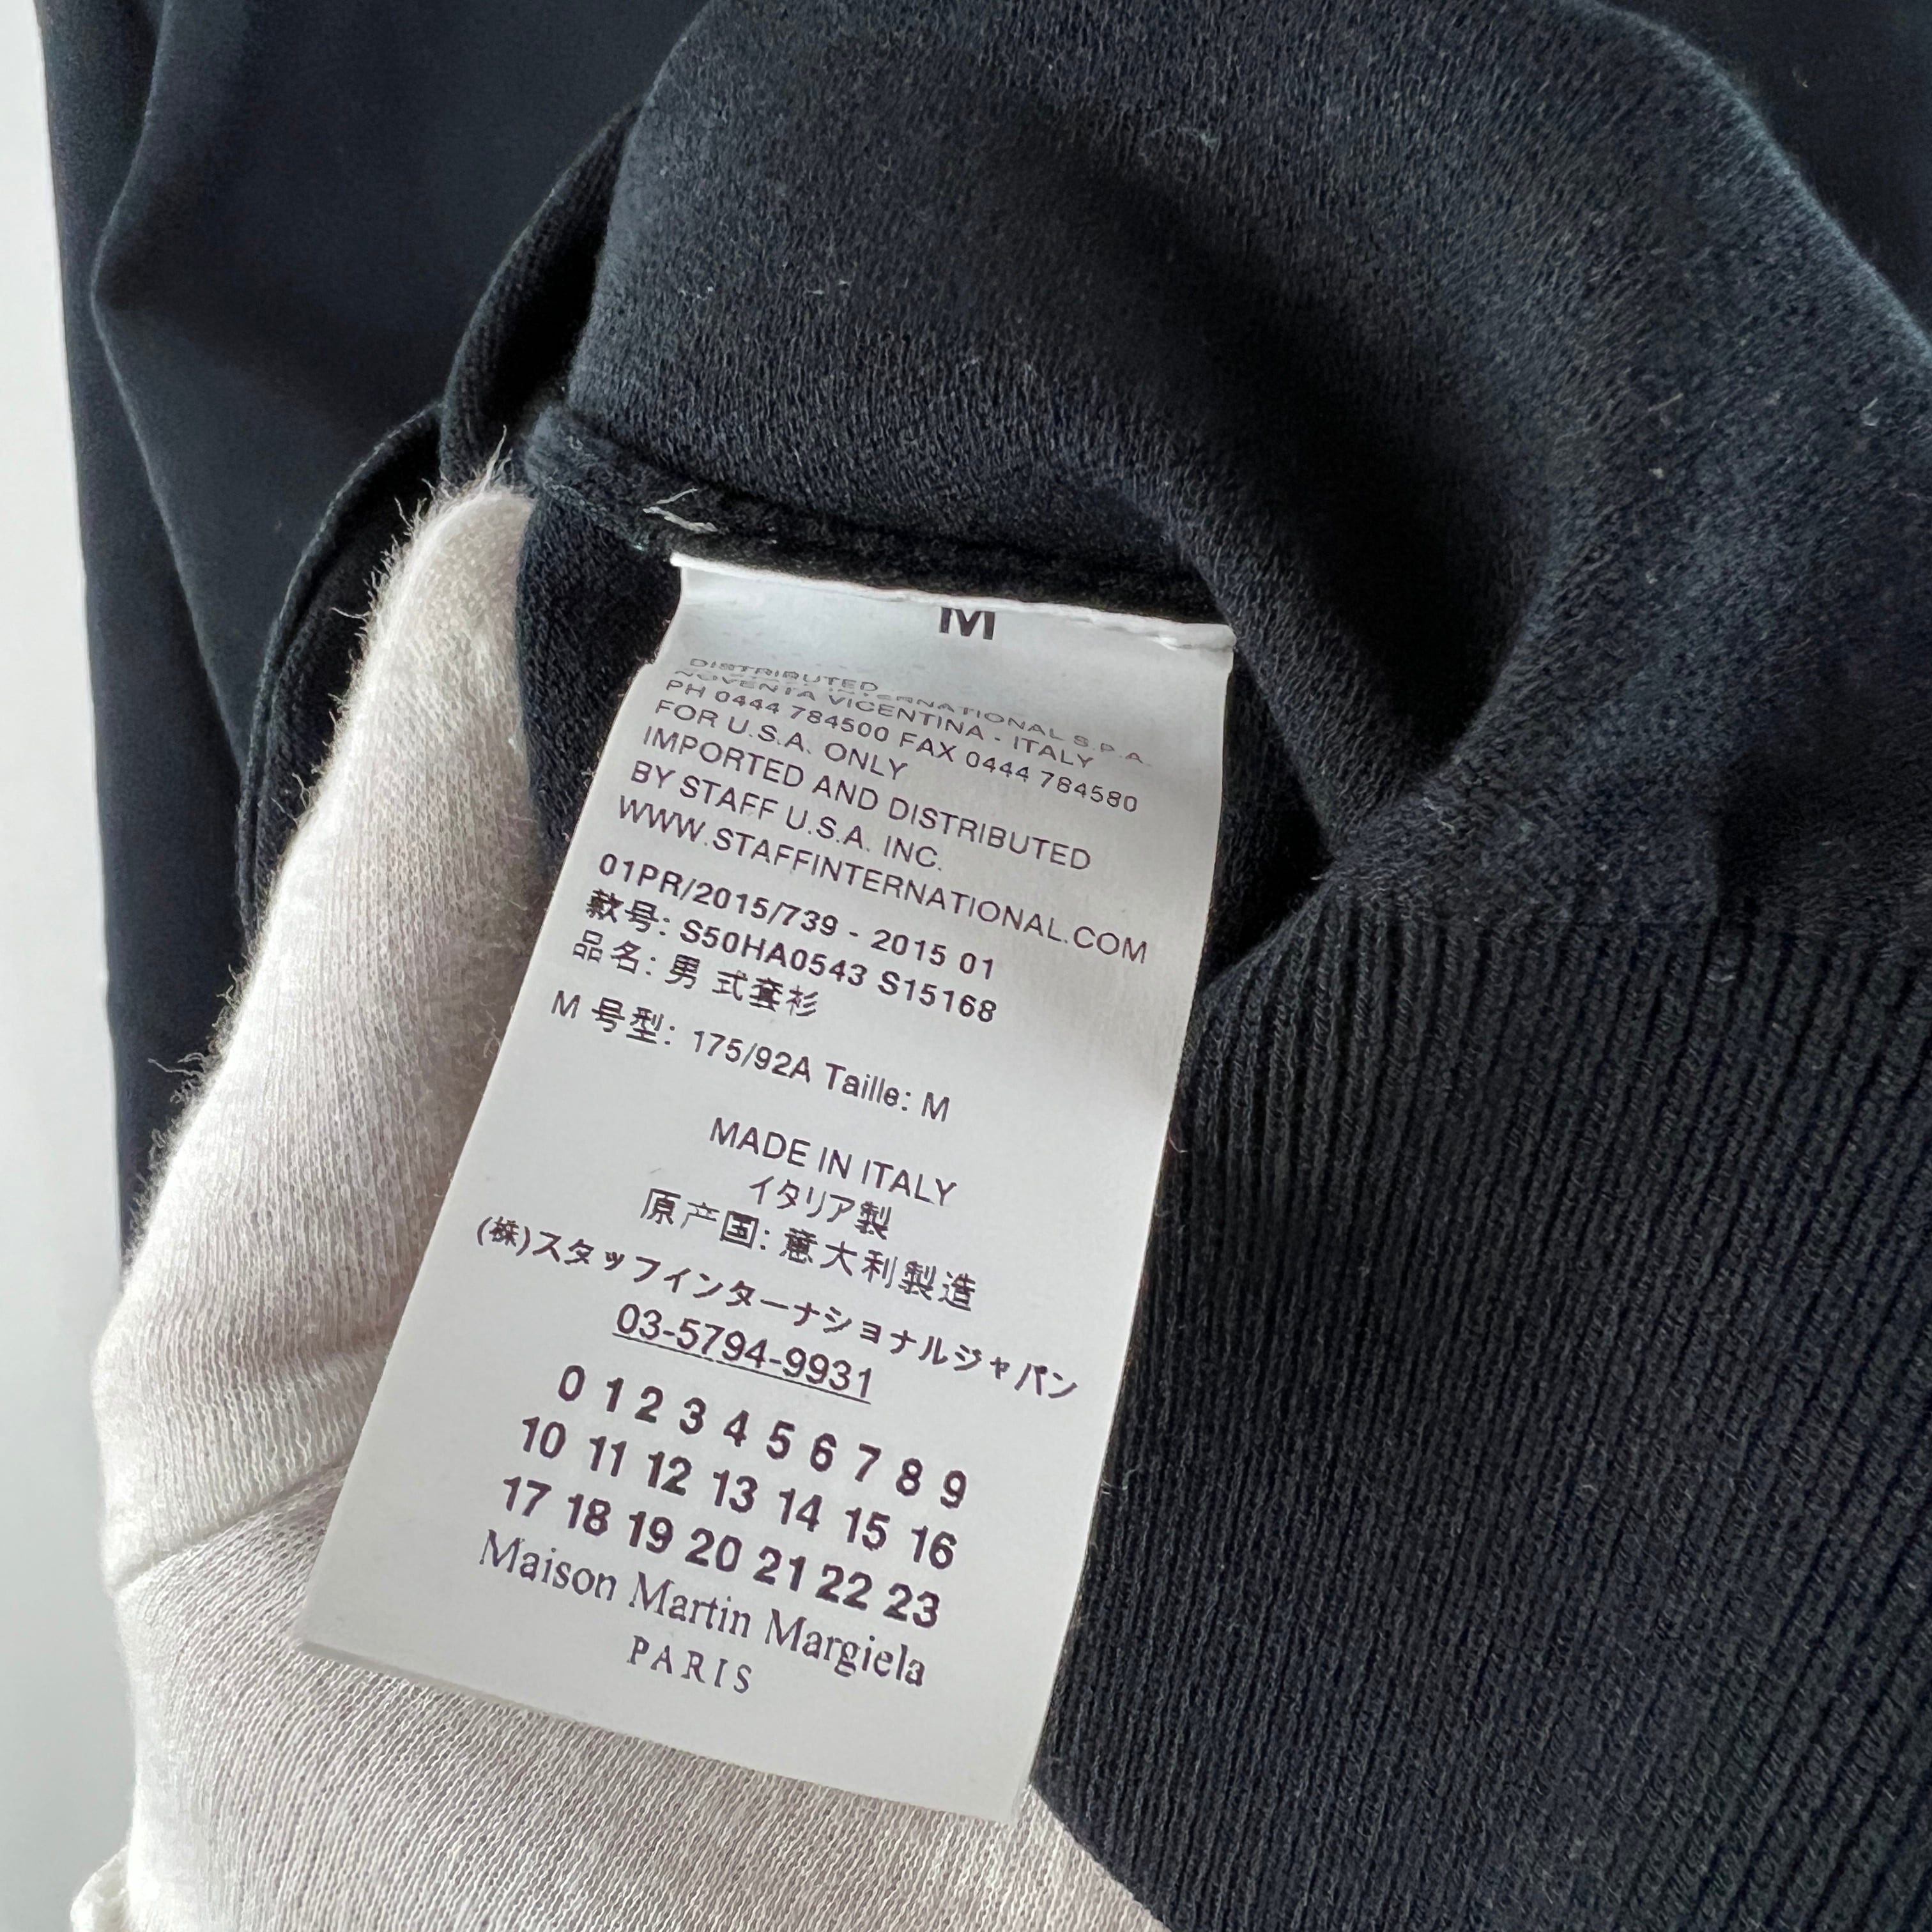 M
DISTRIBUTED
STAFF INTERNATIONAL S.P.A.
NOVENTA VICENTINA - ITALY
PH 0444 784500 FAX 0444 784580
FOR U.S.A. ONLY
IMPORTED AND DISTRIBUTED
BY STAFF U.S.A. INC.
WWW.STAFFINTERNATIONAL.COM
01PR/2015/739 - 2015 01
款号: S50HA0543 S15168
品名: 男 式套衫
M 号型: 175/92A Taille: M
MADE IN ITALY
イタリア製
原产国: 意大利製造
(株)スタッフインターナショナルジャパン
03-5794-9931
0 1 2 3 4 5 6 7 8 9
10 11 12 13 14 15 16
17 18 19 20 21 22 23
Maison Martin Margiela
PARIS